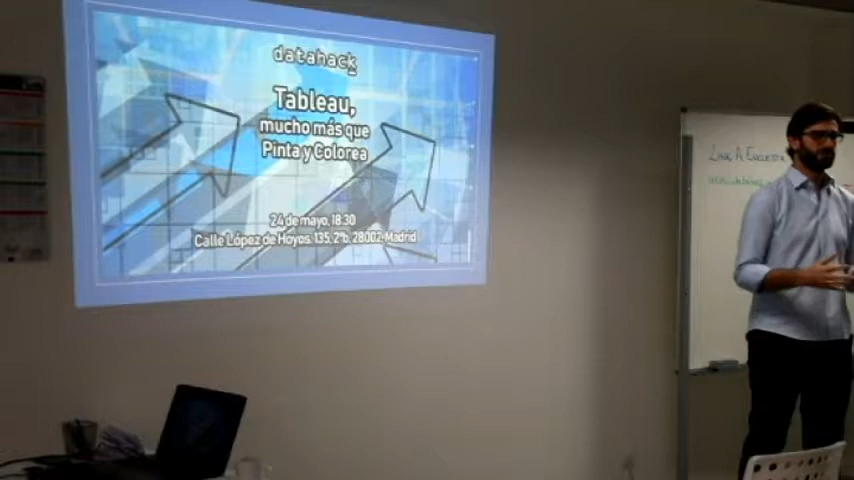 datahack
Tableau,
mucho más que
Pinta y Colorea
24 de mayo, 18:30
Calle López de Hoyos, 135, 2ºb, 28002, Madrid